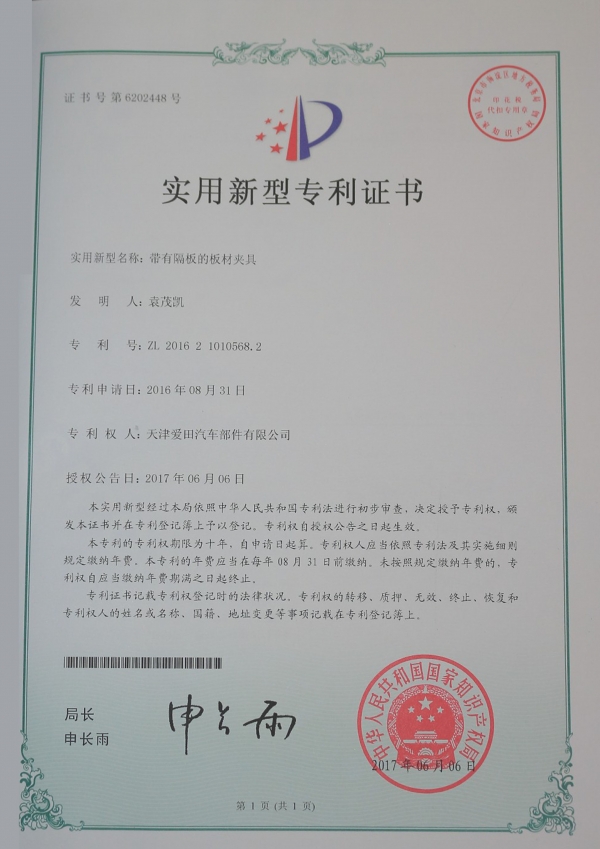 证书号第6202448号
印花税
代扣专用章
国家知识产权局
实用新型专利证书
实用新型名称：带有隔板的板材夹具
发明人：袁茂凯
专利号：ZL 2016 2 1010568.2
专利申请日：2016年08月31日
专利权人：天津爱田汽车部件有限公司
授权公告日：2017年06月06日
本实用新型经过本局依照中华人民共和国专利法进行初步审查，决定授予专利权，颁
发本证书并在专利登记簿上予以登记。专利权自授权公告之日起生效。
本专利的专利权期限为十年，自申请日起算。专利权人应当依照专利法及其实施细则
规定缴纳年费。本专利的年费应当在每年08月31日前缴纳。未按照规定缴纳年费的，专
利权自应当缴纳年费期满之日起终止。
专利证书记载专利权登记时的法律状况。专利权的转移、质押、无效、终止、恢复和
专利权人的姓名或名称、国籍、地址变更等事项记载在专利登记簿上。
局长
申长雨
申长雨
中华人民共和国国家知识产权局
2017年06月06日
第1页(共1页)